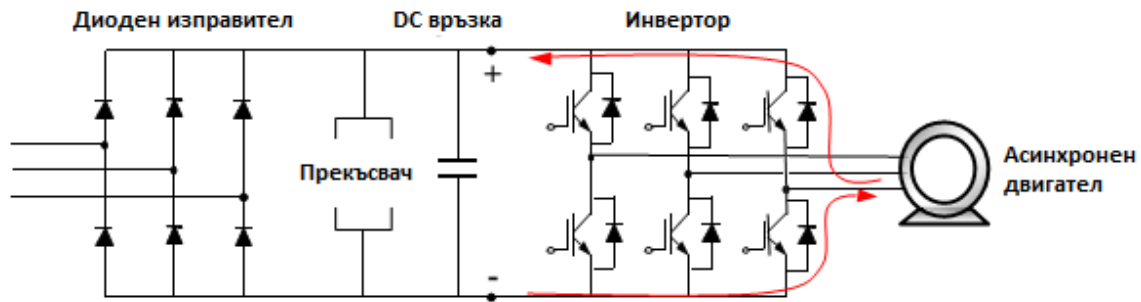 Диоден изправител
DC връзка
Инвертор
+
Прекъсвач
Асинхронен
двигател
-